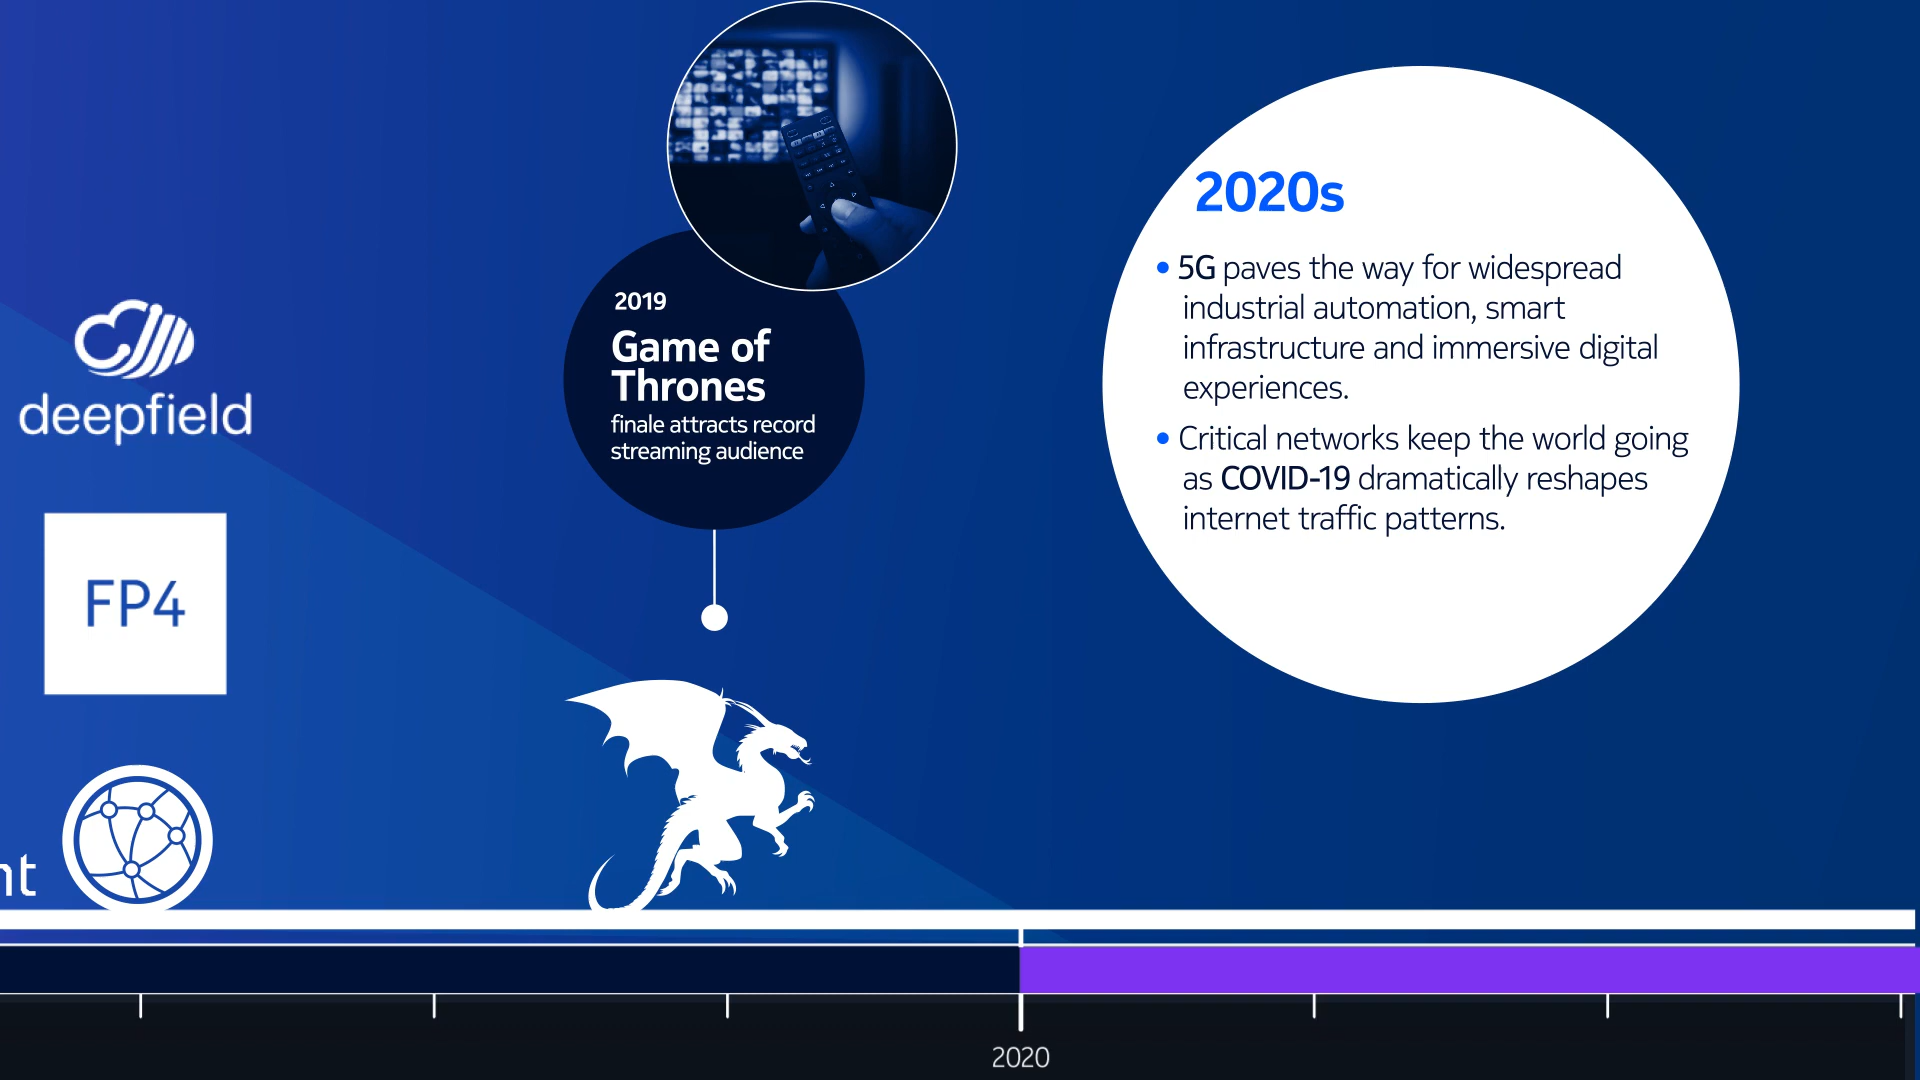 deepfield
FP4
nt
2019
Game of
Thrones
finale attracts record
streaming audience
2020s
• 5G paves the way for widespread
industrial automation, smart
infrastructure and immersive digital
experiences.
• Critical networks keep the world going
as COVID-19 dramatically reshapes
internet traffic patterns.
2020